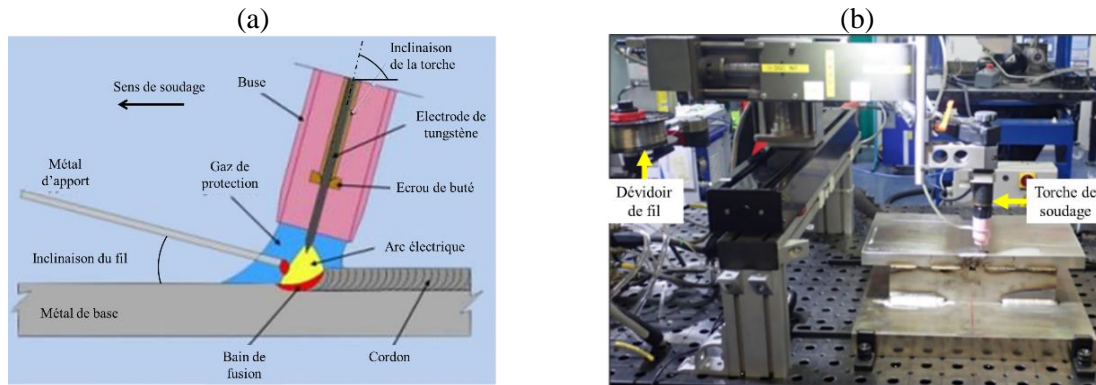 (a)
(b)
Inclinaison
de la torche
Sens de soudage
Buse
Electrode de
tungstène
Métal
d'apport
Gaz de
protection
Ecrou de buté
Inclinaison du fil
Arc électrique
Métal de base
Bain de
fusion
Cordon
Dévidoir
de fil
Torche de
soudage